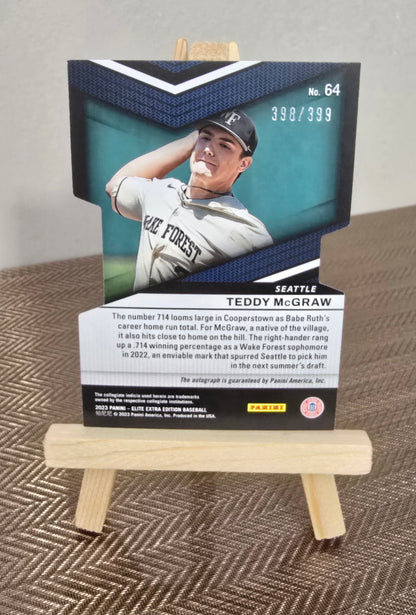 No. 64
398/399
WF
WAKE FOREST
SEATTLE
TEDDY McGRAW
The number 714 looms large in Cooperstown as Babe Ruth's
career home run total. For McGraw, a native of the village,
it also hits close to home on the hill. The right-hander rang
up a .714 winning percentage as a Wake Forest sophomore
in 2022, an enviable mark that spurred Seattle to pick him
in the next summer's draft.
The autograph is guaranteed by Panini America, Inc.
The collegiate indicia used herein are trademarks
owned by the respective collegiate institutions.
2023 PANINI - ELITE EXTRA EDITION BASEBALL
© 2023 Panini America, Inc. Produced in the USA.
PANINI